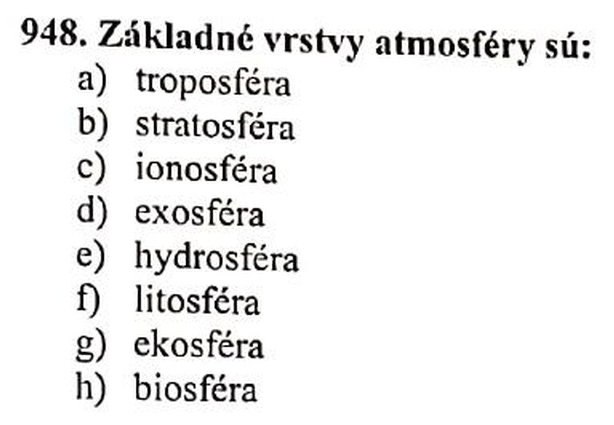 948. Základné vrstvy atmosféry sú:
a) troposféra
b) stratosféra
c) ionosféra
d) exosféra
e) hydrosféra
f) litosféra
g) ekosféra
h) biosféra